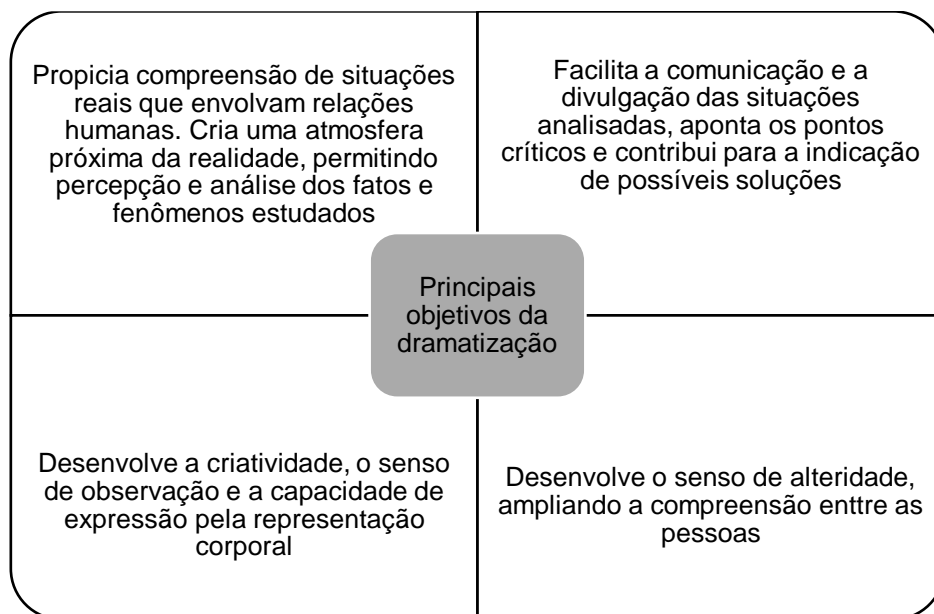 Propicia compreensão de situações
reais que envolvam relações
humanas. Cria uma atmosfera
próxima da realidade, permitindo
percepção e análise dos fatos e
fenômenos estudados
Facilita a comunicação e a
divulgação das situações
analisadas, aponta os pontos
críticos e contribui para a indicação
de possíveis soluções
Principais
objetivos da
dramatização
Desenvolve a criatividade, o senso
de observação e a capacidade de
expressão pela representação
corporal
Desenvolve o senso de alteridade,
ampliando a compreensão enttre as
pessoas